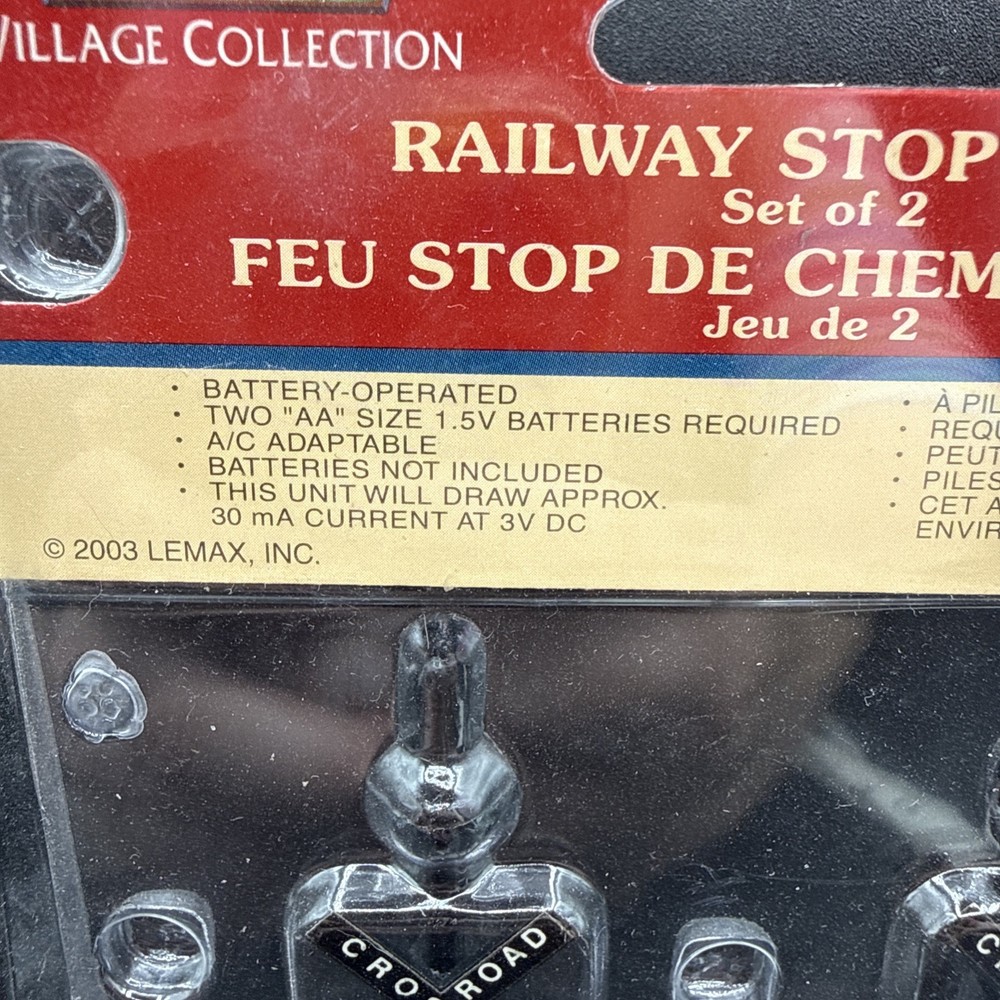 VILLAGE COLLECTION
RAILWAY STOP
Set of 2
FEU STOP DE CHEM
Jeu de 2
• BATTERY-OPERATED
• TWO "AA" SIZE 1.5V BATTERIES REQUIRED
• A/C ADAPTABLE
• BATTERIES NOT INCLUDED
• THIS UNIT WILL DRAW APPROX.
30 mA CURRENT AT 3V DC
© 2003 LEMAX, INC.
• À PIL
• REQU
• PEUT
• PILES
• CET A
ENVIR
CROS
ROAD